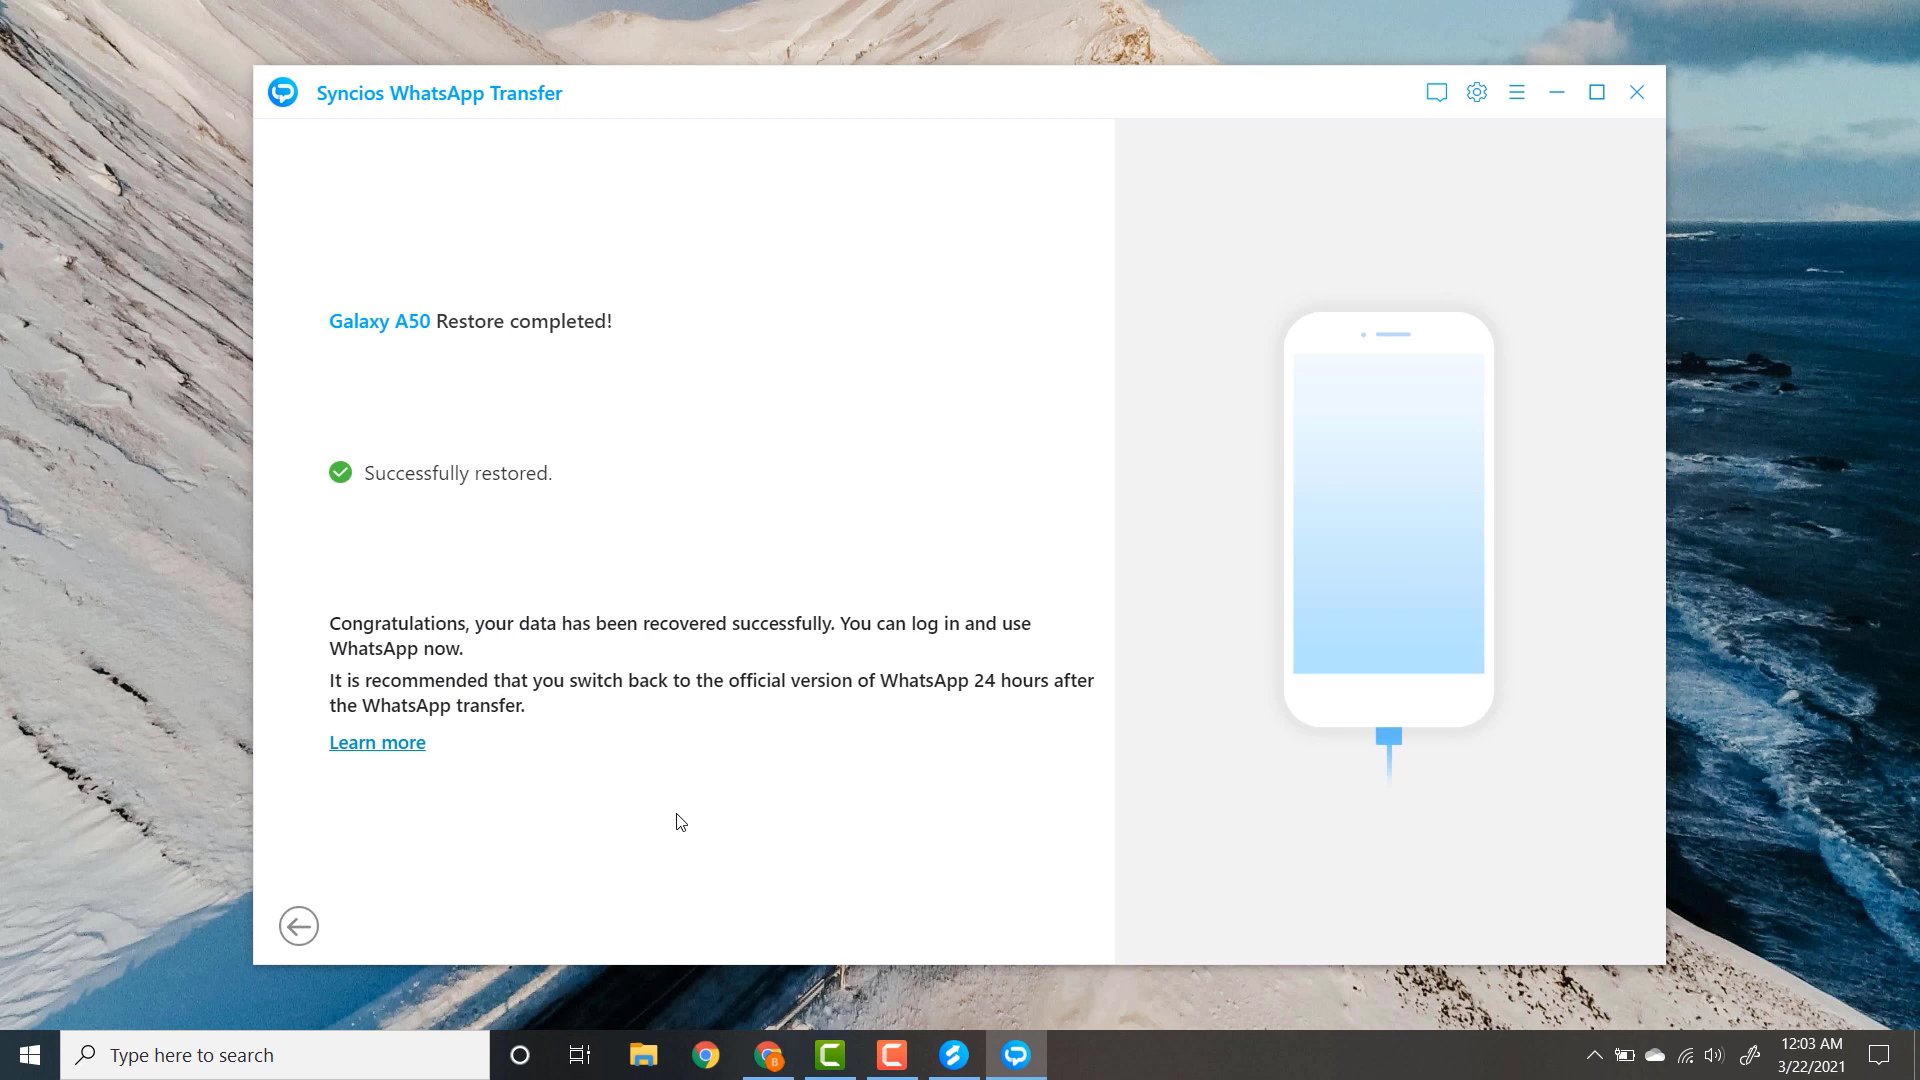 Syncios WhatsApp Transfer
Galaxy A50 Restore completed!
Successfully restored.
Congratulations, your data has been recovered successfully. You can log in and use
WhatsApp now.
It is recommended that you switch back to the official version of WhatsApp 24 hours after
the WhatsApp transfer.
Learn more
Type here to search
B
12:03 AM
3/22/2021